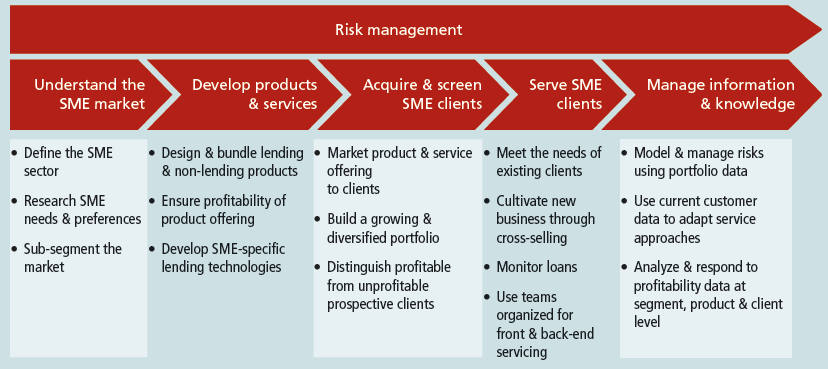 Risk management
Understand the
SME market
Develop products
& services
Acquire & screen
SME clients
Serve SME
clients
Manage information
& knowledge
• Define the SME
sector
• Research SME
needs & preferences
• Sub-segment the
market
• Design & bundle lending
& non-lending products
• Ensure profitability of
product offering
• Develop SME-specific
lending technologies
• Market product & service
offering
to clients
• Build a growing &
diversified portfolio
• Distinguish profitable
from unprofitable
prospective clients
• Meet the needs of
existing clients
• Cultivate new
business through
cross-selling
• Monitor loans
• Use teams
organized for
front & back-end
servicing
• Model & manage risks
using portfolio data
• Use current customer
data to adapt service
approaches
• Analyze & respond to
profitability data at
segment, product & client
level